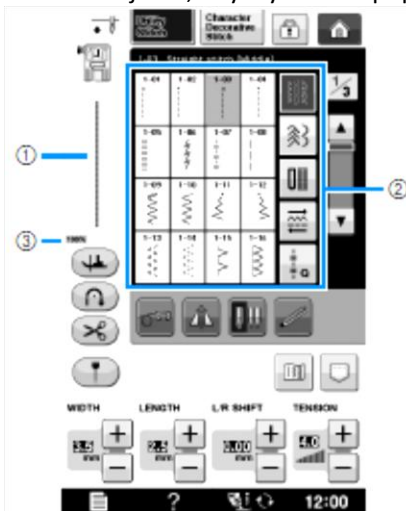 Utility
Stitch
Character
Decorative
Stitch
1-03 Straight stitch (Middle)
1-01 1-02 1-03 1-04
1/3
1-05 1-06 1-07 1-08
①
②
1-09 1-10 1-11 1-12
③ 100%
1-13 1-14 1-15 1-16
G
WIDTH LENGTH L/R SHIFT TENSION
3.5 mm + − 2.5 mm + − 0.00 mm + − 4.0 + −
? 12:00